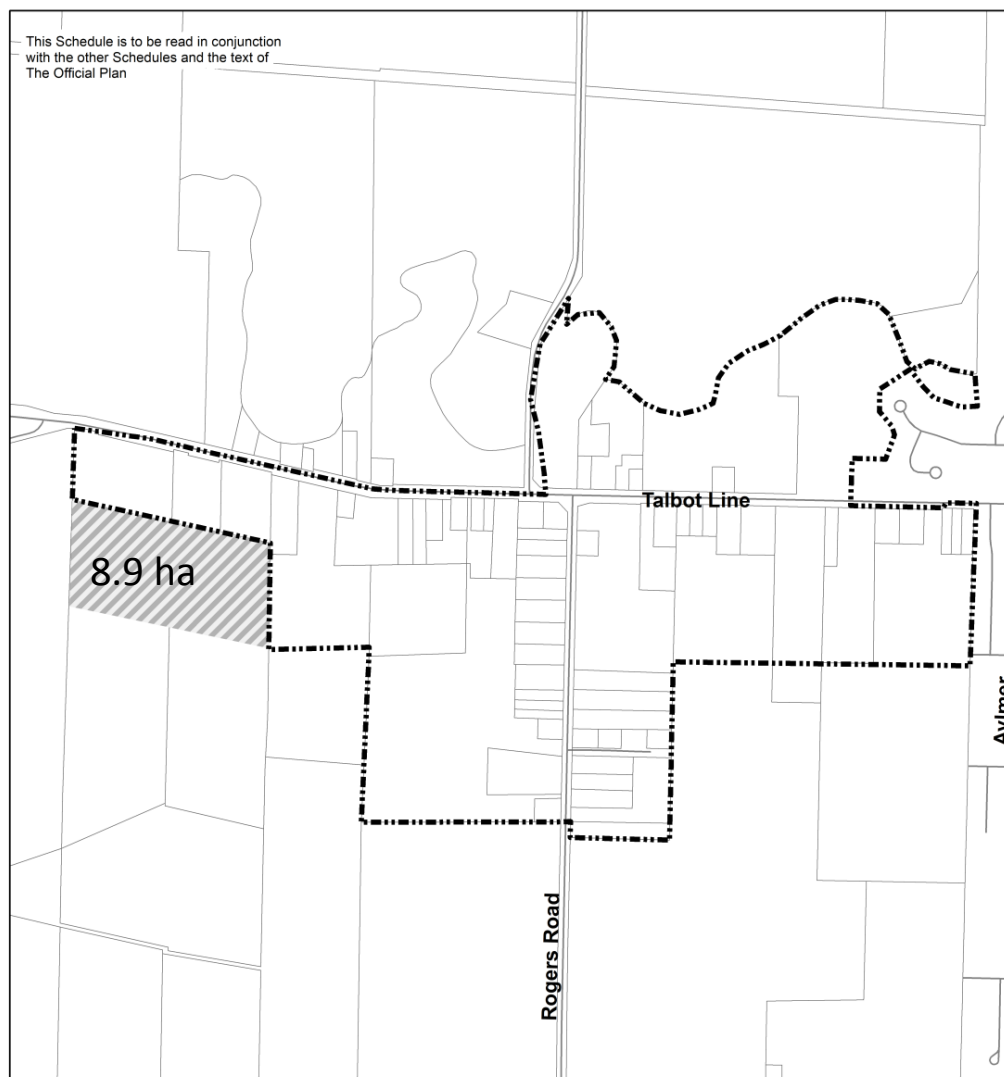 This Schedule is to be read in conjunction
with the other Schedules and the text of
The Official Plan
Talbot Line
8.9 ha
Aylmer
Rogers Road